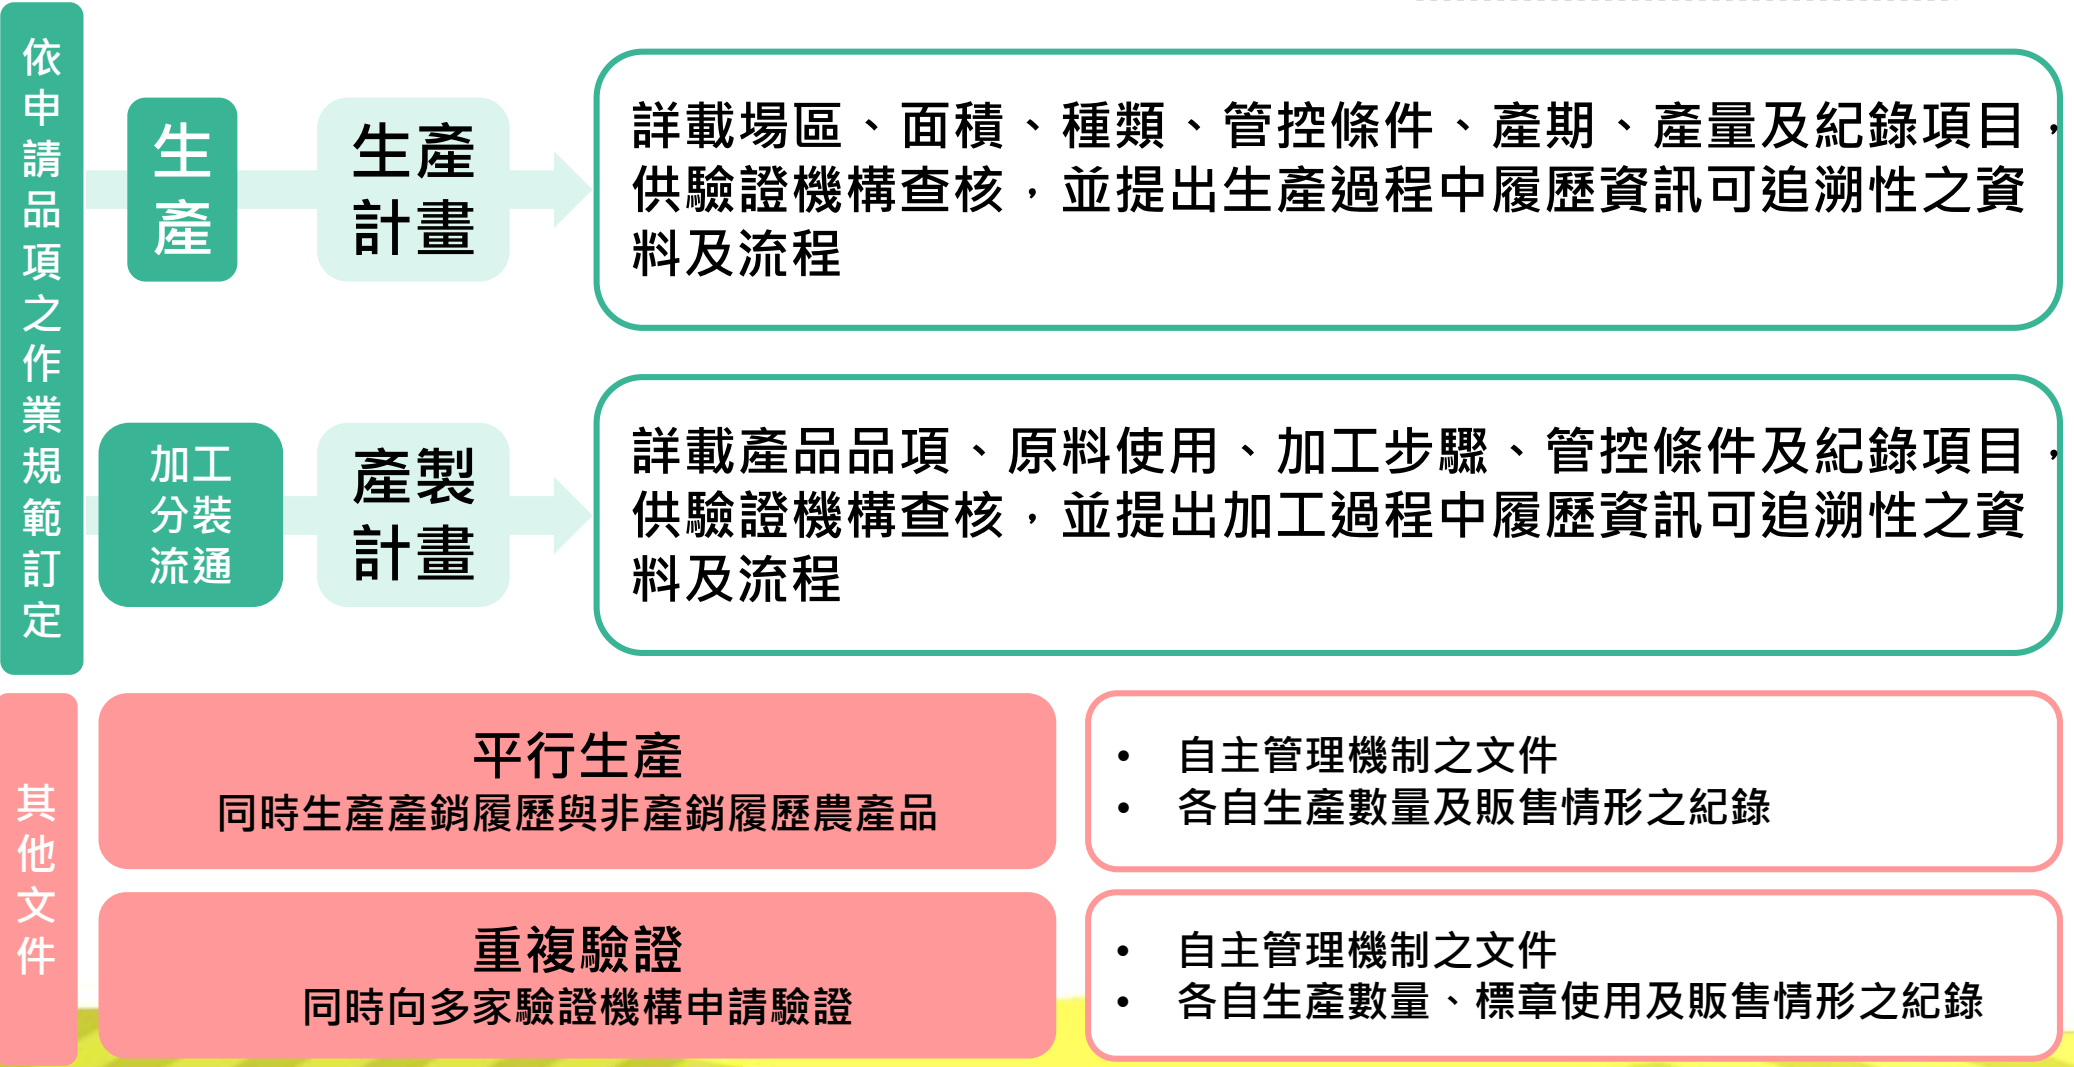 依申請品項之作業規範訂定
生產
生產
計畫
詳載場區、面積、種類、管控條件、產期、產量及紀錄項目，
供驗證機構查核，並提出生產過程中履歷資訊可追溯性之資
料及流程
加工
分裝
流通
產製
計畫
詳載產品品項、原料使用、加工步驟、管控條件及紀錄項目，
供驗證機構查核，並提出加工過程中履歷資訊可追溯性之資
料及流程
其他文件
平行生產
同時生產產銷履歷與非產銷履歷農產品
• 自主管理機制之文件
• 各自生產數量及販售情形之紀錄
重複驗證
同時向多家驗證機構申請驗證
• 自主管理機制之文件
• 各自生產數量、標章使用及販售情形之紀錄